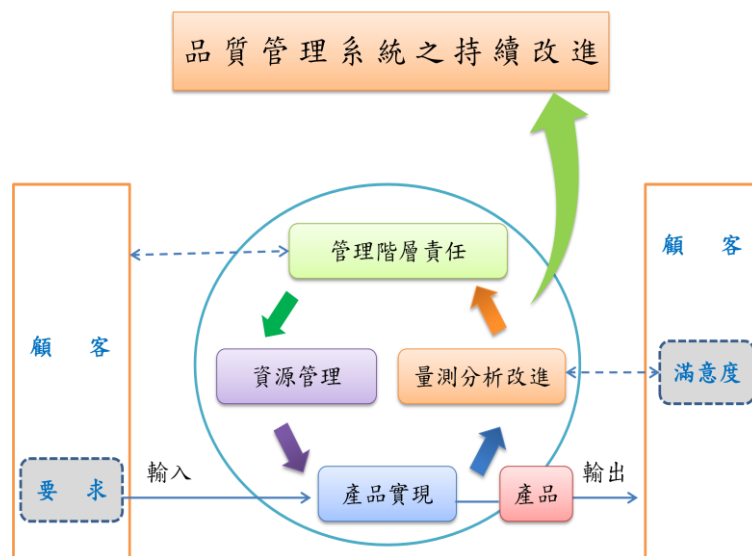 品質管理系統之持續改進
管理階層責任
顧 客
顧 客
資源管理
量測分析改進
滿意度
要 求
輸入
產品實現
產品
輸出